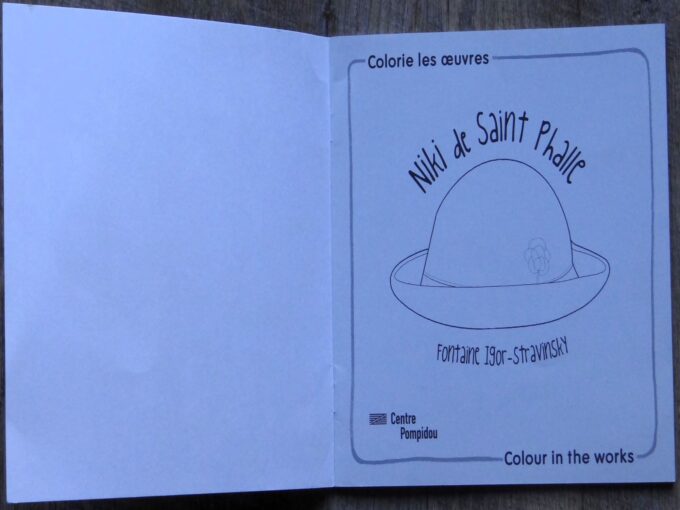 Colorie les œuvres
Niki de Saint Phalle
Fontaine Igor-Stravinsky
Centre
Pompidou
Colour in the works